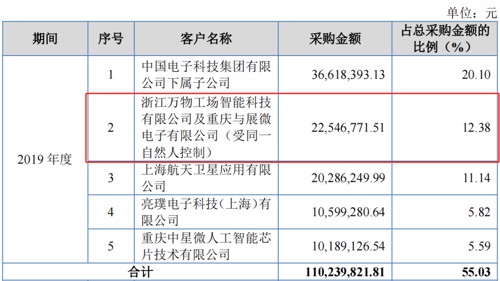 单位：元
期间 序号 客户名称 采购金额 占总采购金额的
比例（%）
2019 年度
1 中国电子科技集团有限
公司下属子公司 36,618,393.13 20.10
2 浙江万物工场智能科技
有限公司及重庆与展微
电子有限公司（受同一
自然人控制） 22,546,771.51 12.38
3 上海航天卫星应用有限
公司 20,286,249.99 11.14
4 亮璞电子科技(上海)有
限公司 10,599,280.64 5.82
5 重庆中星微人工智能芯
片技术有限公司 10,189,126.54 5.59
合计 110,239,821.81 55.03